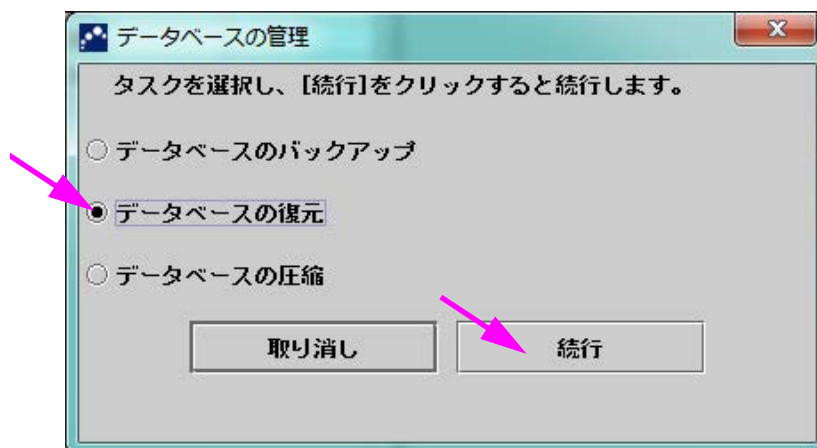 データベースの管理
タスクを選択し、[続行]をクリックすると続行します。
データベースのバックアップ
データベースの復元
データベースの圧縮
取り消し 続行